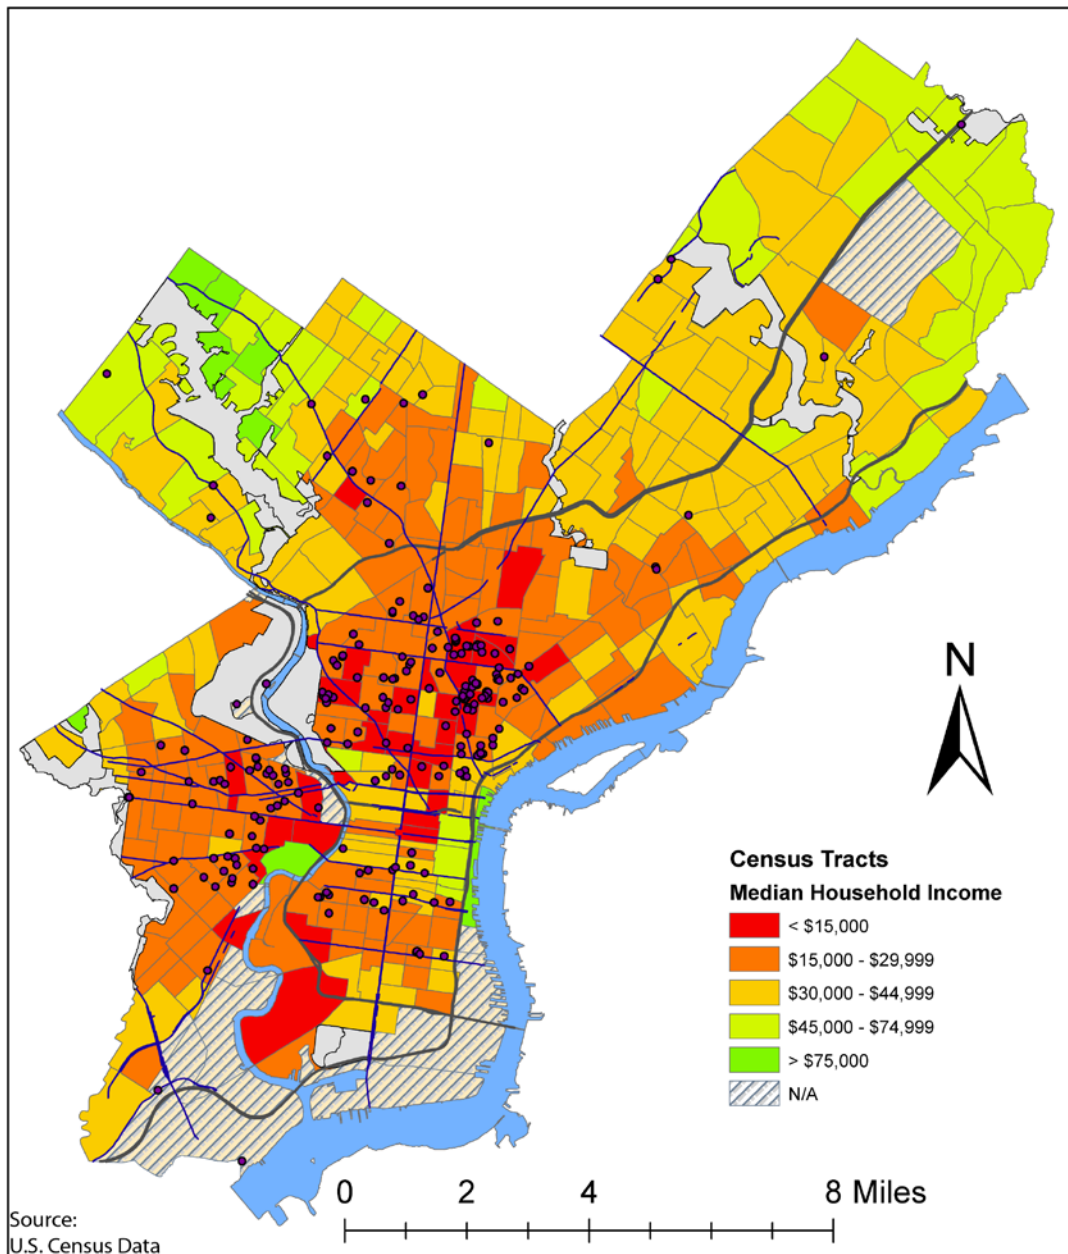 N
Census Tracts
Median Household Income
< $15,000
$15,000 - $29,999
$30,000 - $44,999
$45,000 - $74,999
> $75,000
N/A
0 2 4 8 Miles
Source:
U.S. Census Data